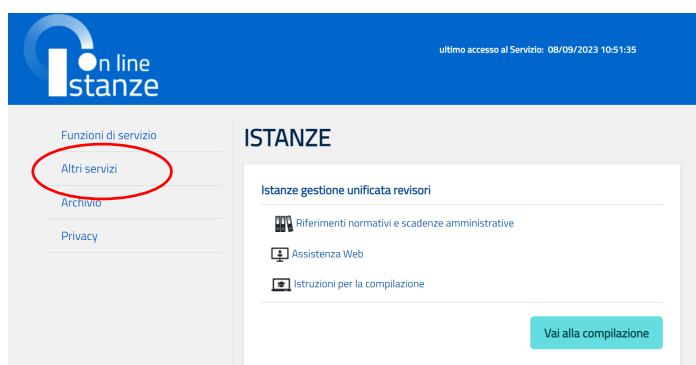 On line
Istanze
ultimo accesso al Servizio: 08/09/2023 10:51:35
Funzioni di servizio
Altri servizi
Archivio
Privacy
ISTANZE
Istanze gestione unificata revisori
Riferimenti normativi e scadenze amministrative
Assistenza Web
Istruzioni per la compilazione
Vai alla compilazione